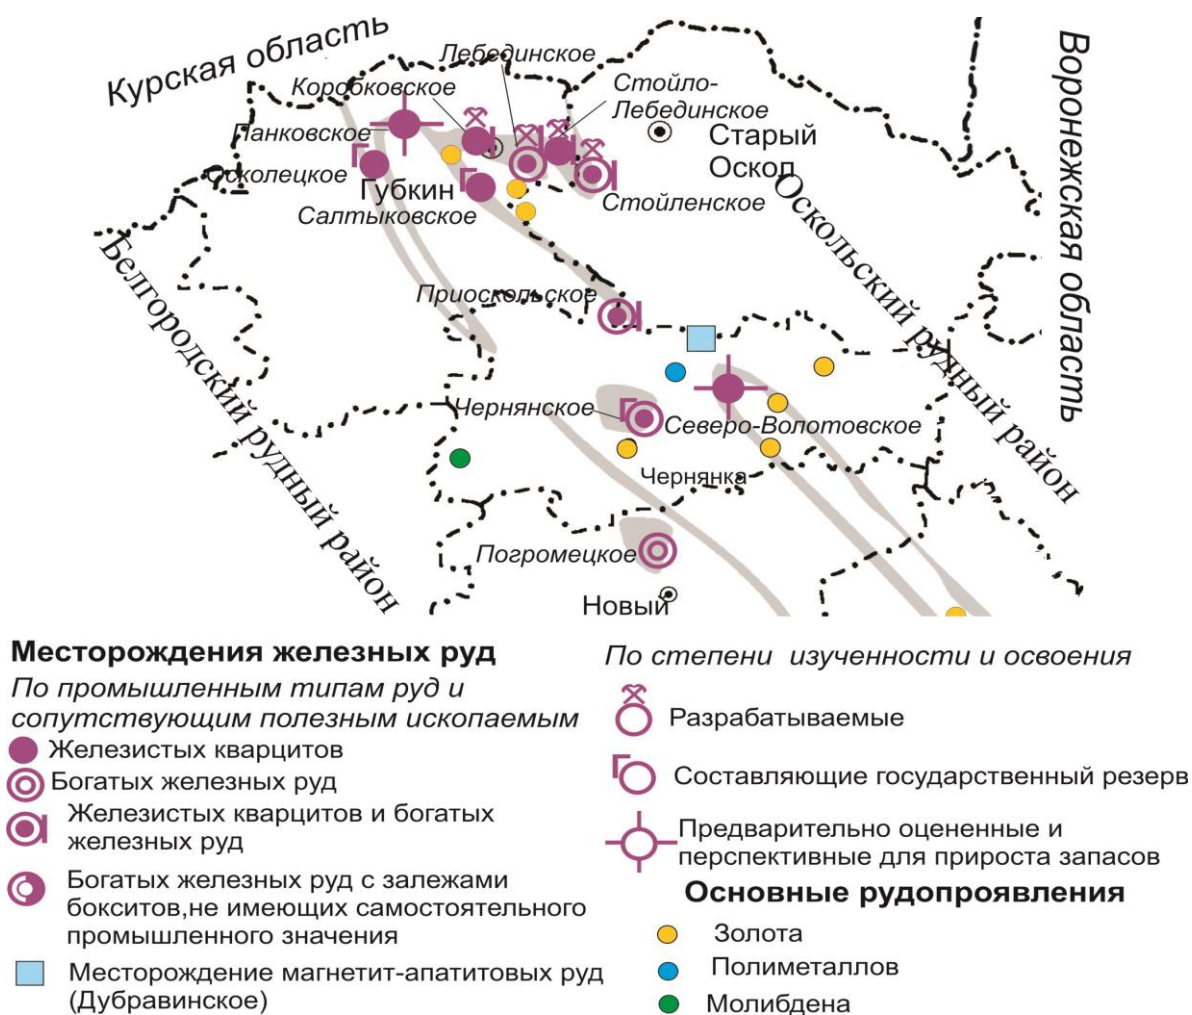 Курская область
Лебединское
Коробковское
Стойло-
Лебединское
Панковское
Старый
Оскол
Осколецкое
Губкин
Салтыковское
Стойленское
Воронежская область
Оскольский рудный район
Белгородский рудный район
Приоскольское
Чернянское
Северо-Волотовское
Чернянка
Погромецкое
Новый
Месторождения железных руд
По промышленным типам руд и
сопутствующим полезным ископаемым
Железистых кварцитов
Богатых железных руд
Железистых кварцитов и богатых
железных руд
Богатых железных руд с залежами
бокситов,не имеющих самостоятельного
промышленного значения
Месторождение магнетит-апатитовых руд
(Дубравинское)
По степени изученности и освоения
Разрабатываемые
Составляющие государственный резерв
Предварительно оцененные и
перспективные для прироста запасов
Основные рудопроявления
Золота
Полиметаллов
Молибдена